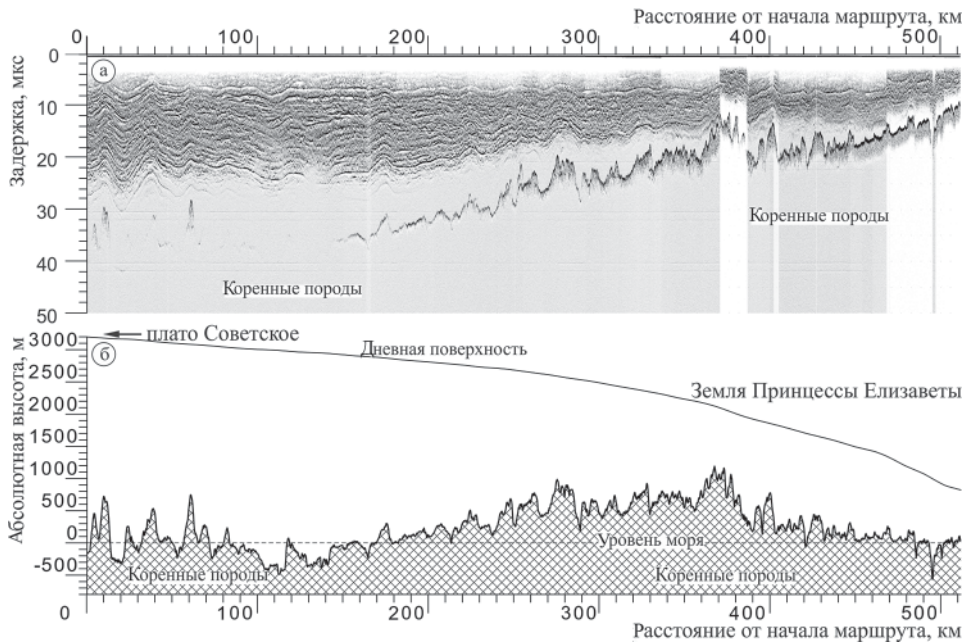 Расстояние от начала маршрута, км
0 100 200 300 400 500
Задержка, мкс
0
10
20
30
40
50
а
Коренные породы
Коренные породы
плато Советское
б
Дневная поверхность
Земля Принцессы Елизаветы
Абсолютная высота, м
3000
2500
2000
1500
1000
500
0
-500
Уровень моря
Коренные породы
Коренные породы
0 100 200 300 400 500
Расстояние от начала маршрута, км